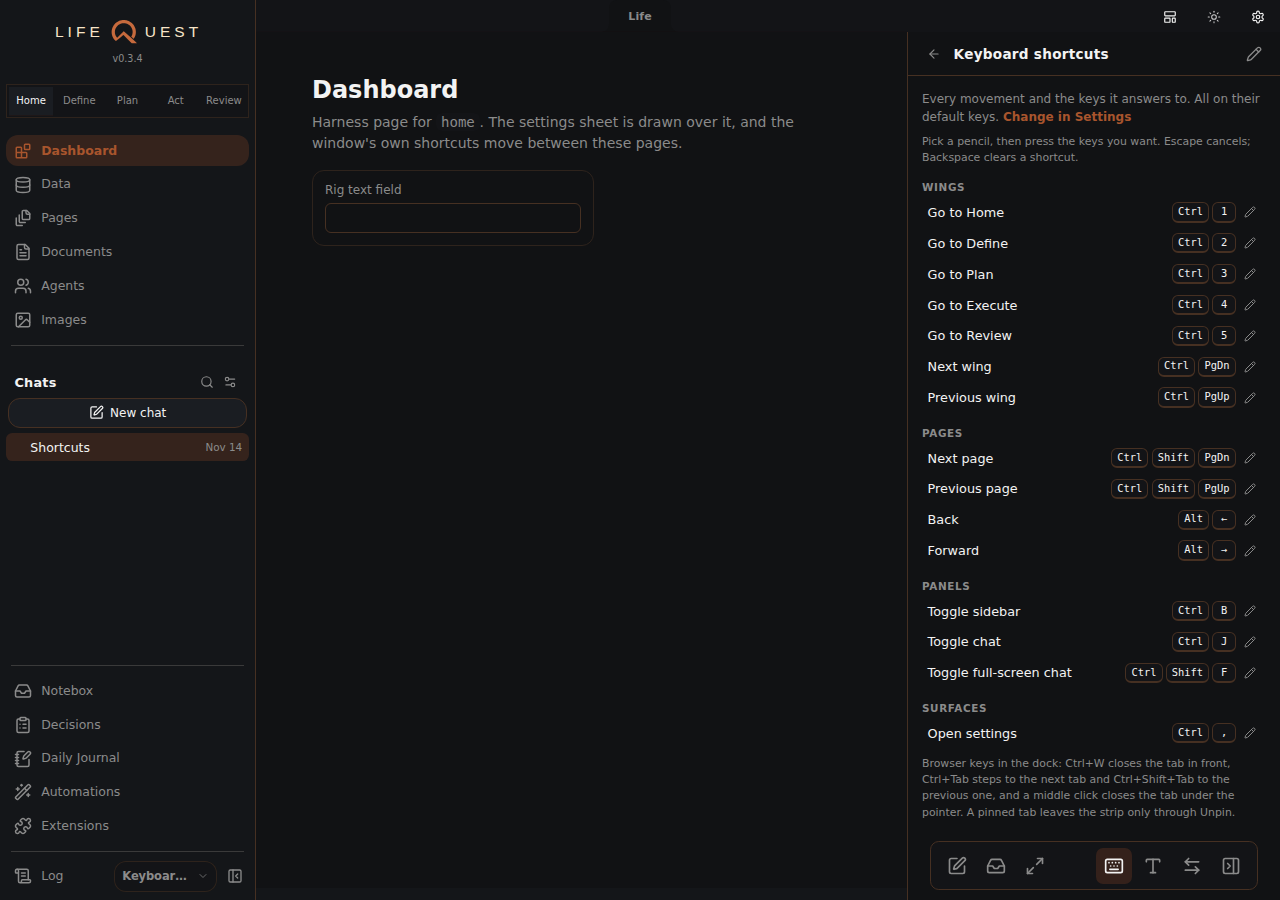 LIFE QUEST
v0.3.4
Home Define Plan Act Review
Dashboard
Data
Pages
Documents
Agents
Images
Chats
New chat
Shortcuts Nov 14
Notebox
Decisions
Daily Journal
Automations
Extensions
Log Keyboar...
Life
Dashboard
Harness page for home . The settings sheet is drawn over it, and the
window's own shortcuts move between these pages.
Rig text field
Keyboard shortcuts
Every movement and the keys it answers to. All on their
default keys. Change in Settings
Pick a pencil, then press the keys you want. Escape cancels;
Backspace clears a shortcut.
WINGS
Go to Home Ctrl 1
Go to Define Ctrl 2
Go to Plan Ctrl 3
Go to Execute Ctrl 4
Go to Review Ctrl 5
Next wing Ctrl PgDn
Previous wing Ctrl PgUp
PAGES
Next page Ctrl Shift PgDn
Previous page Ctrl Shift PgUp
Back Alt ←
Forward Alt →
PANELS
Toggle sidebar Ctrl B
Toggle chat Ctrl J
Toggle full-screen chat Ctrl Shift F
SURFACES
Open settings Ctrl ,
Browser keys in the dock: Ctrl+W closes the tab in front,
Ctrl+Tab steps to the next tab and Ctrl+Shift+Tab to the
previous one, and a middle click closes the tab under the
pointer. A pinned tab leaves the strip only through Unpin.